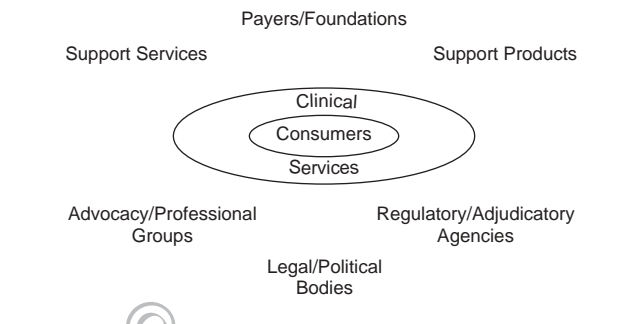 Payers/Foundations
Support Services
Support Products
Clinical
Consumers
Services
Advocacy/Professional
Groups
Regulatory/Adjudicatory
Agencies
Legal/Political
Bodies